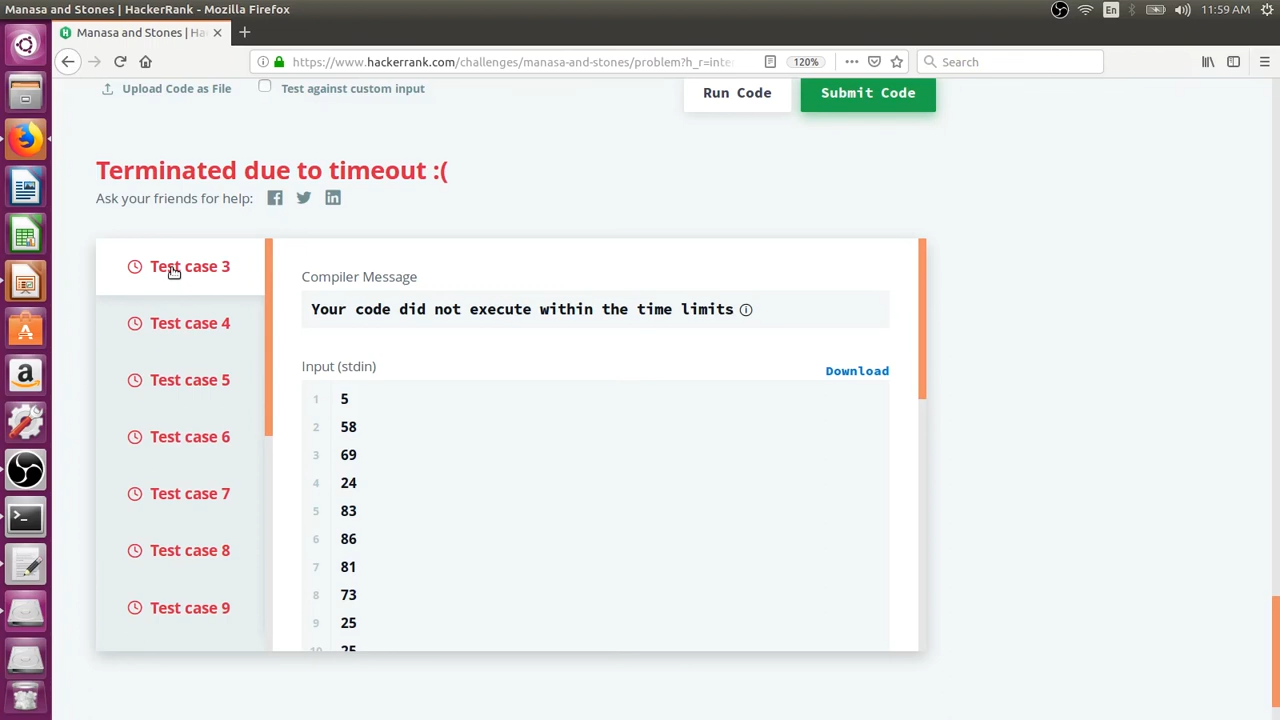 Manasa and Stones | HackerRank - Mozilla Firefox
En
11:59 AM
Manasa and Stones | Ha
https://www.hackerrank.com/challenges/manasa-and-stones/problem?h_r=inte
120%
Search
Upload Code as File
Test against custom input
Run Code
Submit Code
Terminated due to timeout :(
Ask your friends for help:
Test case 3
Test case 4
Test case 5
Test case 6
Test case 7
Test case 8
Test case 9
Compiler Message
Your code did not execute within the time limits
Input (stdin)
Download
1 5
2 58
3 69
4 24
5 83
6 86
7 81
8 73
9 25
10 25